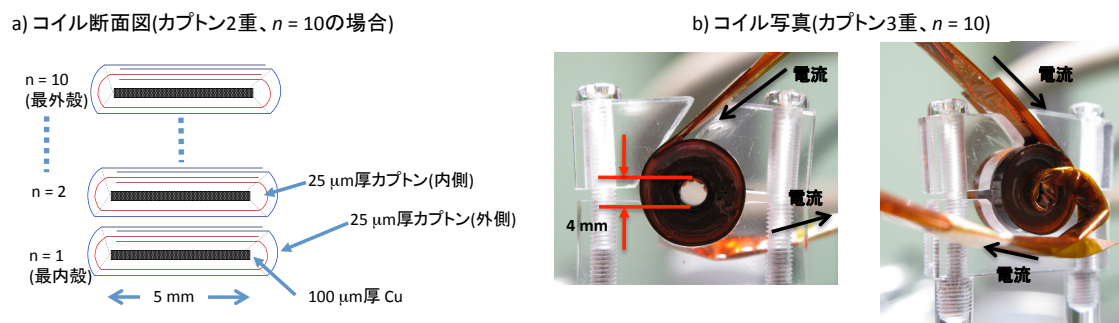 a) コイル断面図(カプトン2重、n = 10の場合)
n = 10
(最外殻)
n = 2
n = 1
(最内殻)
25 μm厚カプトン(内側)
25 μm厚カプトン(外側)
100 μm厚 Cu
5 mm
b) コイル写真(カプトン3重、n = 10)
電流
電流
4 mm
電流
電流